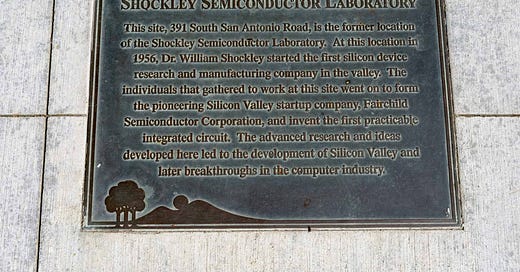 SHOCKLEY SEMICONDUCTOR LABORATORY
This site, 391 South San Antonio Road, is the former location
of the Shockley Semiconductor Laboratory. At this location in
1956, Dr. William Shockley started the first silicon device
research and manufacturing company in the valley. The
individuals that gathered to work at this site went on to form
the pioneering Silicon Valley startup company, Fairchild
Semiconductor Corporation, and invent the first practicable
integrated circuit. The advanced research and ideas
developed here led to the development of Silicon Valley and
later breakthroughs in the computer industry.